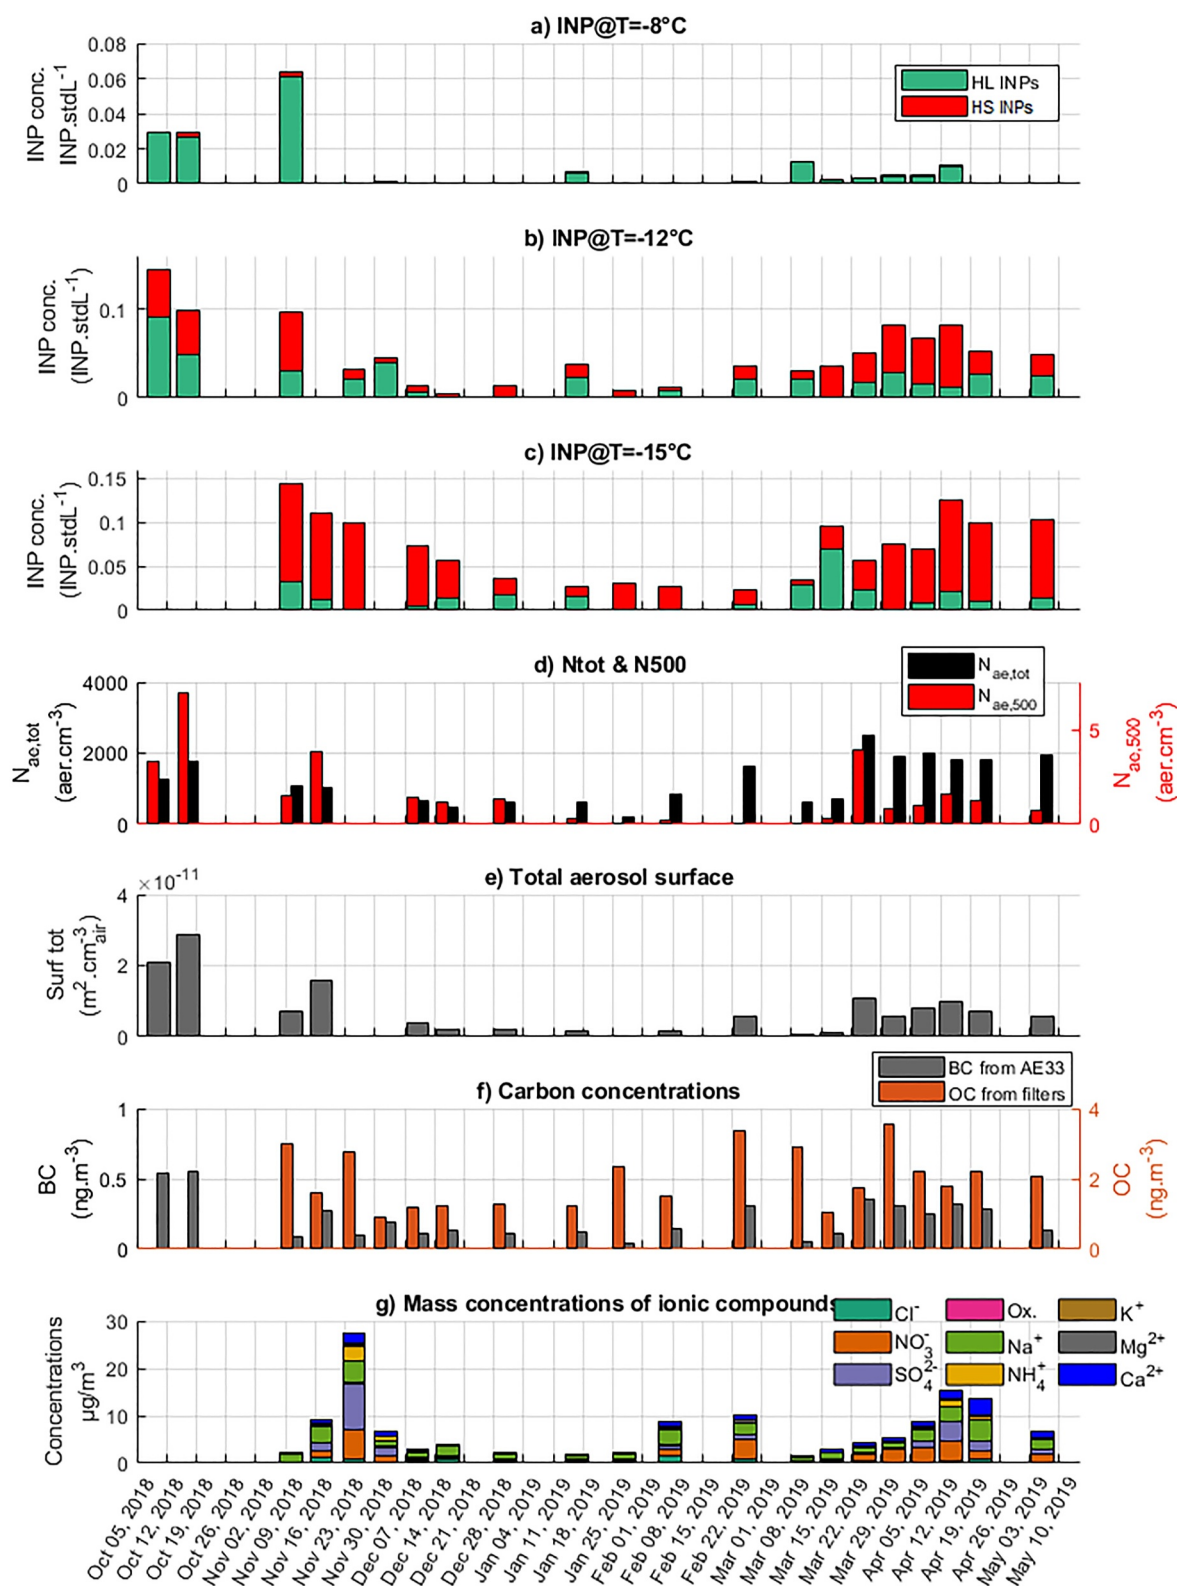 a) INP@T=-8°C
INP conc.
INP.stdL⁻¹
0.08
0.06
0.04
0.02
0
HL INPs
HS INPs
b) INP@T=-12°C
INP conc.
(INP.stdL⁻¹)
0.1
0
c) INP@T=-15°C
INP conc.
(INP.stdL⁻¹)
0.15
0.1
0.05
0
d) Ntot & N500
N_ae,tot
(aer.cm⁻³)
4000
2000
0
N_ae,tot
N_ae,500
5
0
N_ae,500
(aer.cm⁻³)
e) Total aerosol surface
×10⁻¹¹
Surf tot
(m².cm⁻³_air)
4
2
0
f) Carbon concentrations
BC
(ng.m⁻³)
1
0.5
0
BC from AE33
OC from filters
4
2
0
OC
(ng.m⁻³)
g) Mass concentrations of ionic compounds
Concentrations
µg/m³
30
20
10
0
Cl⁻ Ox. K⁺
NO₃⁻ Na⁺ Mg²⁺
SO₄²⁻ NH₄⁺ Ca²⁺
Oct 05, 2018
Oct 12, 2018
Oct 19, 2018
Oct 26, 2018
Nov 02, 2018
Nov 09, 2018
Nov 16, 2018
Nov 23, 2018
Nov 30, 2018
Dec 07, 2018
Dec 14, 2018
Dec 21, 2018
Dec 28, 2018
Jan 04, 2019
Jan 11, 2019
Jan 18, 2019
Jan 25, 2019
Feb 01, 2019
Feb 08, 2019
Feb 15, 2019
Feb 22, 2019
Mar 01, 2019
Mar 08, 2019
Mar 15, 2019
Mar 22, 2019
Mar 29, 2019
Apr 05, 2019
Apr 12, 2019
Apr 19, 2019
Apr 26, 2019
May 03, 2019
May 10, 2019